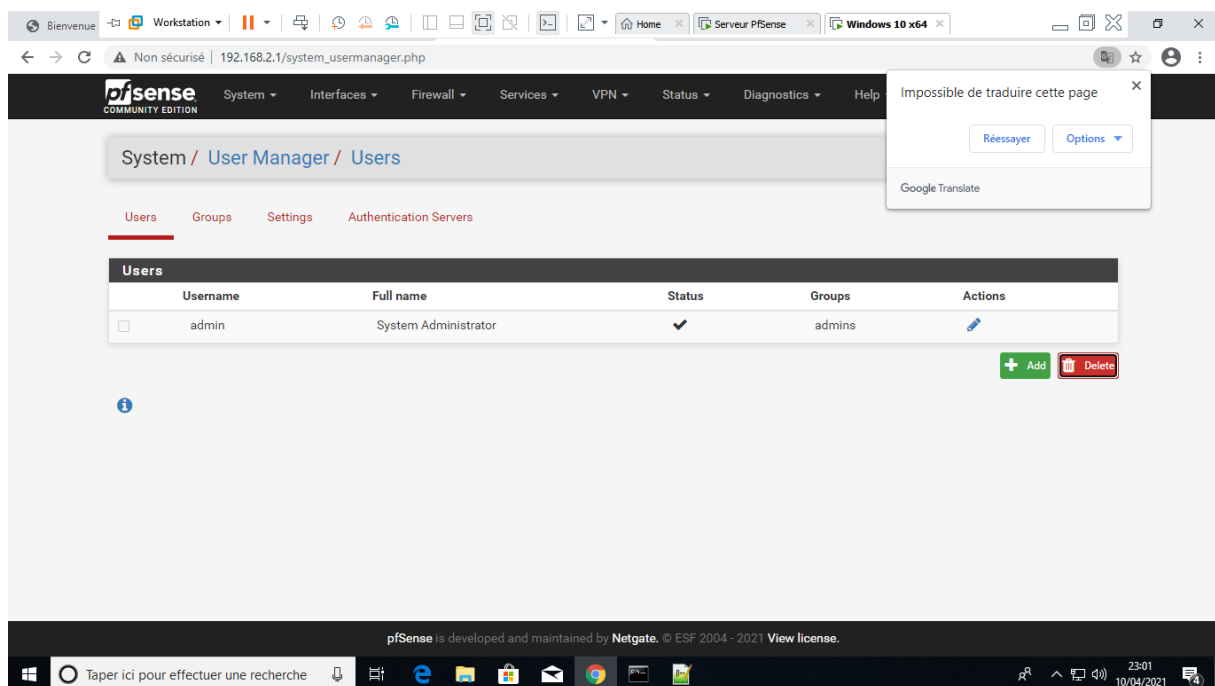 Bienvenue Workstation Home Serveur PfSense Windows 10 x64
Non sécurisé 192.168.2.1/system_usermanager.php
pfsense System Interfaces Firewall Services VPN Status Diagnostics Help
COMMUNITY EDITION
Impossible de traduire cette page
Réessayer Options
Google Translate
System / User Manager / Users
Users Groups Settings Authentication Servers
Users
Username Full name Status Groups Actions
admin System Administrator admins
Add Delete
pfSense is developed and maintained by Netgate. © ESF 2004 - 2021 View license.
Taper ici pour effectuer une recherche
23:01
10/04/2021
4